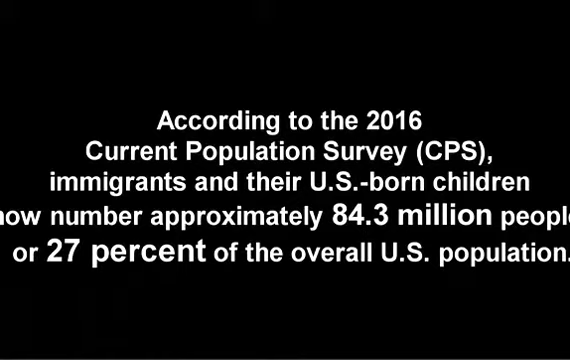 According to the 2016
Current Population Survey (CPS),
immigrants and their U.S.-born children
now number approximately 84.3 million people
or 27 percent of the overall U.S. population.